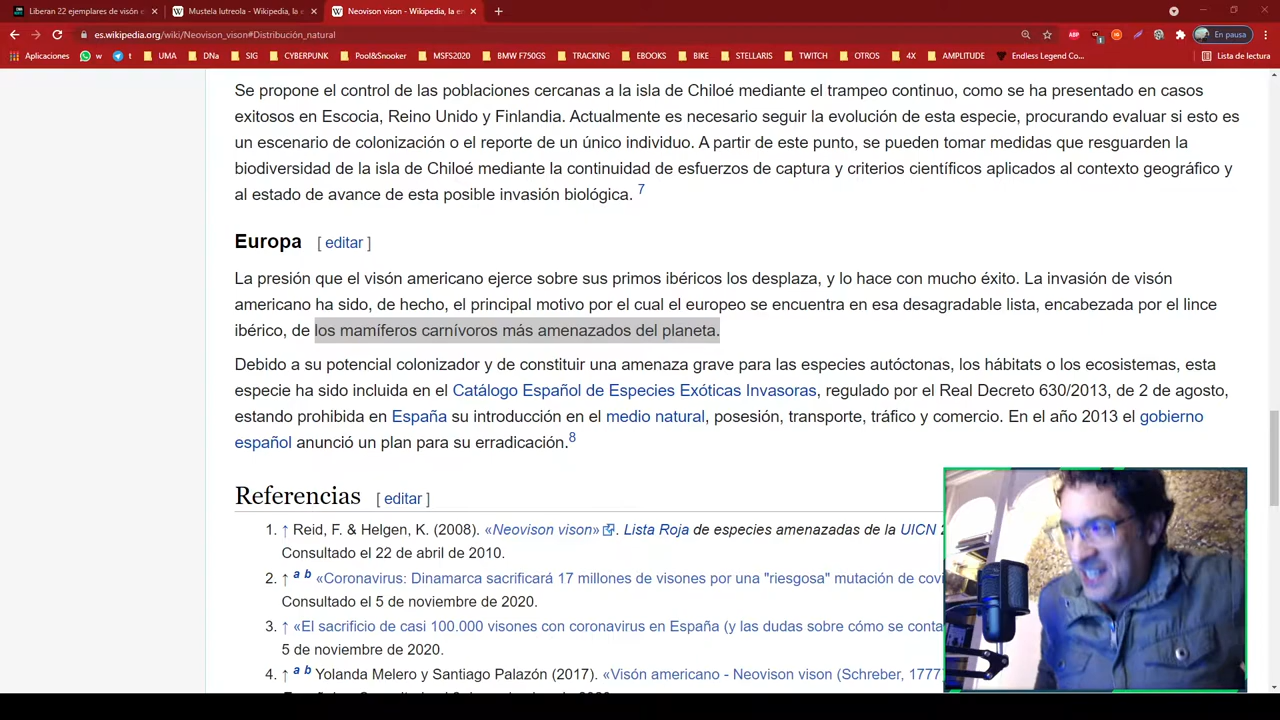 Liberan 22 ejemplares de visón e
Mustela lutreola - Wikipedia, la e
Neovison vison - Wikipedia, la en
es.wikipedia.org/wiki/Neovison_vison#Distribución_natural
ABP
En pausa
Aplicaciones w t UMA DNa SIG CYBERPUNK Pool&Snooker MSFS2020 BMW F750GS TRACKING EBOOKS BIKE STELLARIS TWITCH OTROS 4X AMPLITUDE Endless Legend Co... Lista de lectura
Se propone el control de las poblaciones cercanas a la isla de Chiloé mediante el trampeo continuo, como se ha presentado en casos
exitosos en Escocia, Reino Unido y Finlandia. Actualmente es necesario seguir la evolución de esta especie, procurando evaluar si esto es
un escenario de colonización o el reporte de un único individuo. A partir de este punto, se pueden tomar medidas que resguarden la
biodiversidad de la isla de Chiloé mediante la continuidad de esfuerzos de captura y criterios científicos aplicados al contexto geográfico y
al estado de avance de esta posible invasión biológica. 7
Europa [ editar ]
La presión que el visón americano ejerce sobre sus primos ibéricos los desplaza, y lo hace con mucho éxito. La invasión de visón
americano ha sido, de hecho, el principal motivo por el cual el europeo se encuentra en esa desagradable lista, encabezada por el lince
ibérico, de los mamíferos carnívoros más amenazados del planeta.
Debido a su potencial colonizador y de constituir una amenaza grave para las especies autóctonas, los hábitats o los ecosistemas, esta
especie ha sido incluida en el Catálogo Español de Especies Exóticas Invasoras, regulado por el Real Decreto 630/2013, de 2 de agosto,
estando prohibida en España su introducción en el medio natural, posesión, transporte, tráfico y comercio. En el año 2013 el gobierno
español anunció un plan para su erradicación.8
Referencias [ editar ]
1. ↑ Reid, F. & Helgen, K. (2008). «Neovison vison» . Lista Roja de especies amenazadas de la UICN 2
Consultado el 22 de abril de 2010.
2. ↑ a b «Coronavirus: Dinamarca sacrificará 17 millones de visones por una "riesgosa" mutación de covi
Consultado el 5 de noviembre de 2020.
3. ↑ «El sacrificio de casi 100.000 visones con coronavirus en España (y las dudas sobre cómo se conta
5 de noviembre de 2020.
4. ↑ a b Yolanda Melero y Santiago Palazón (2017). «Visón americano - Neovison vison (Schreber, 1777